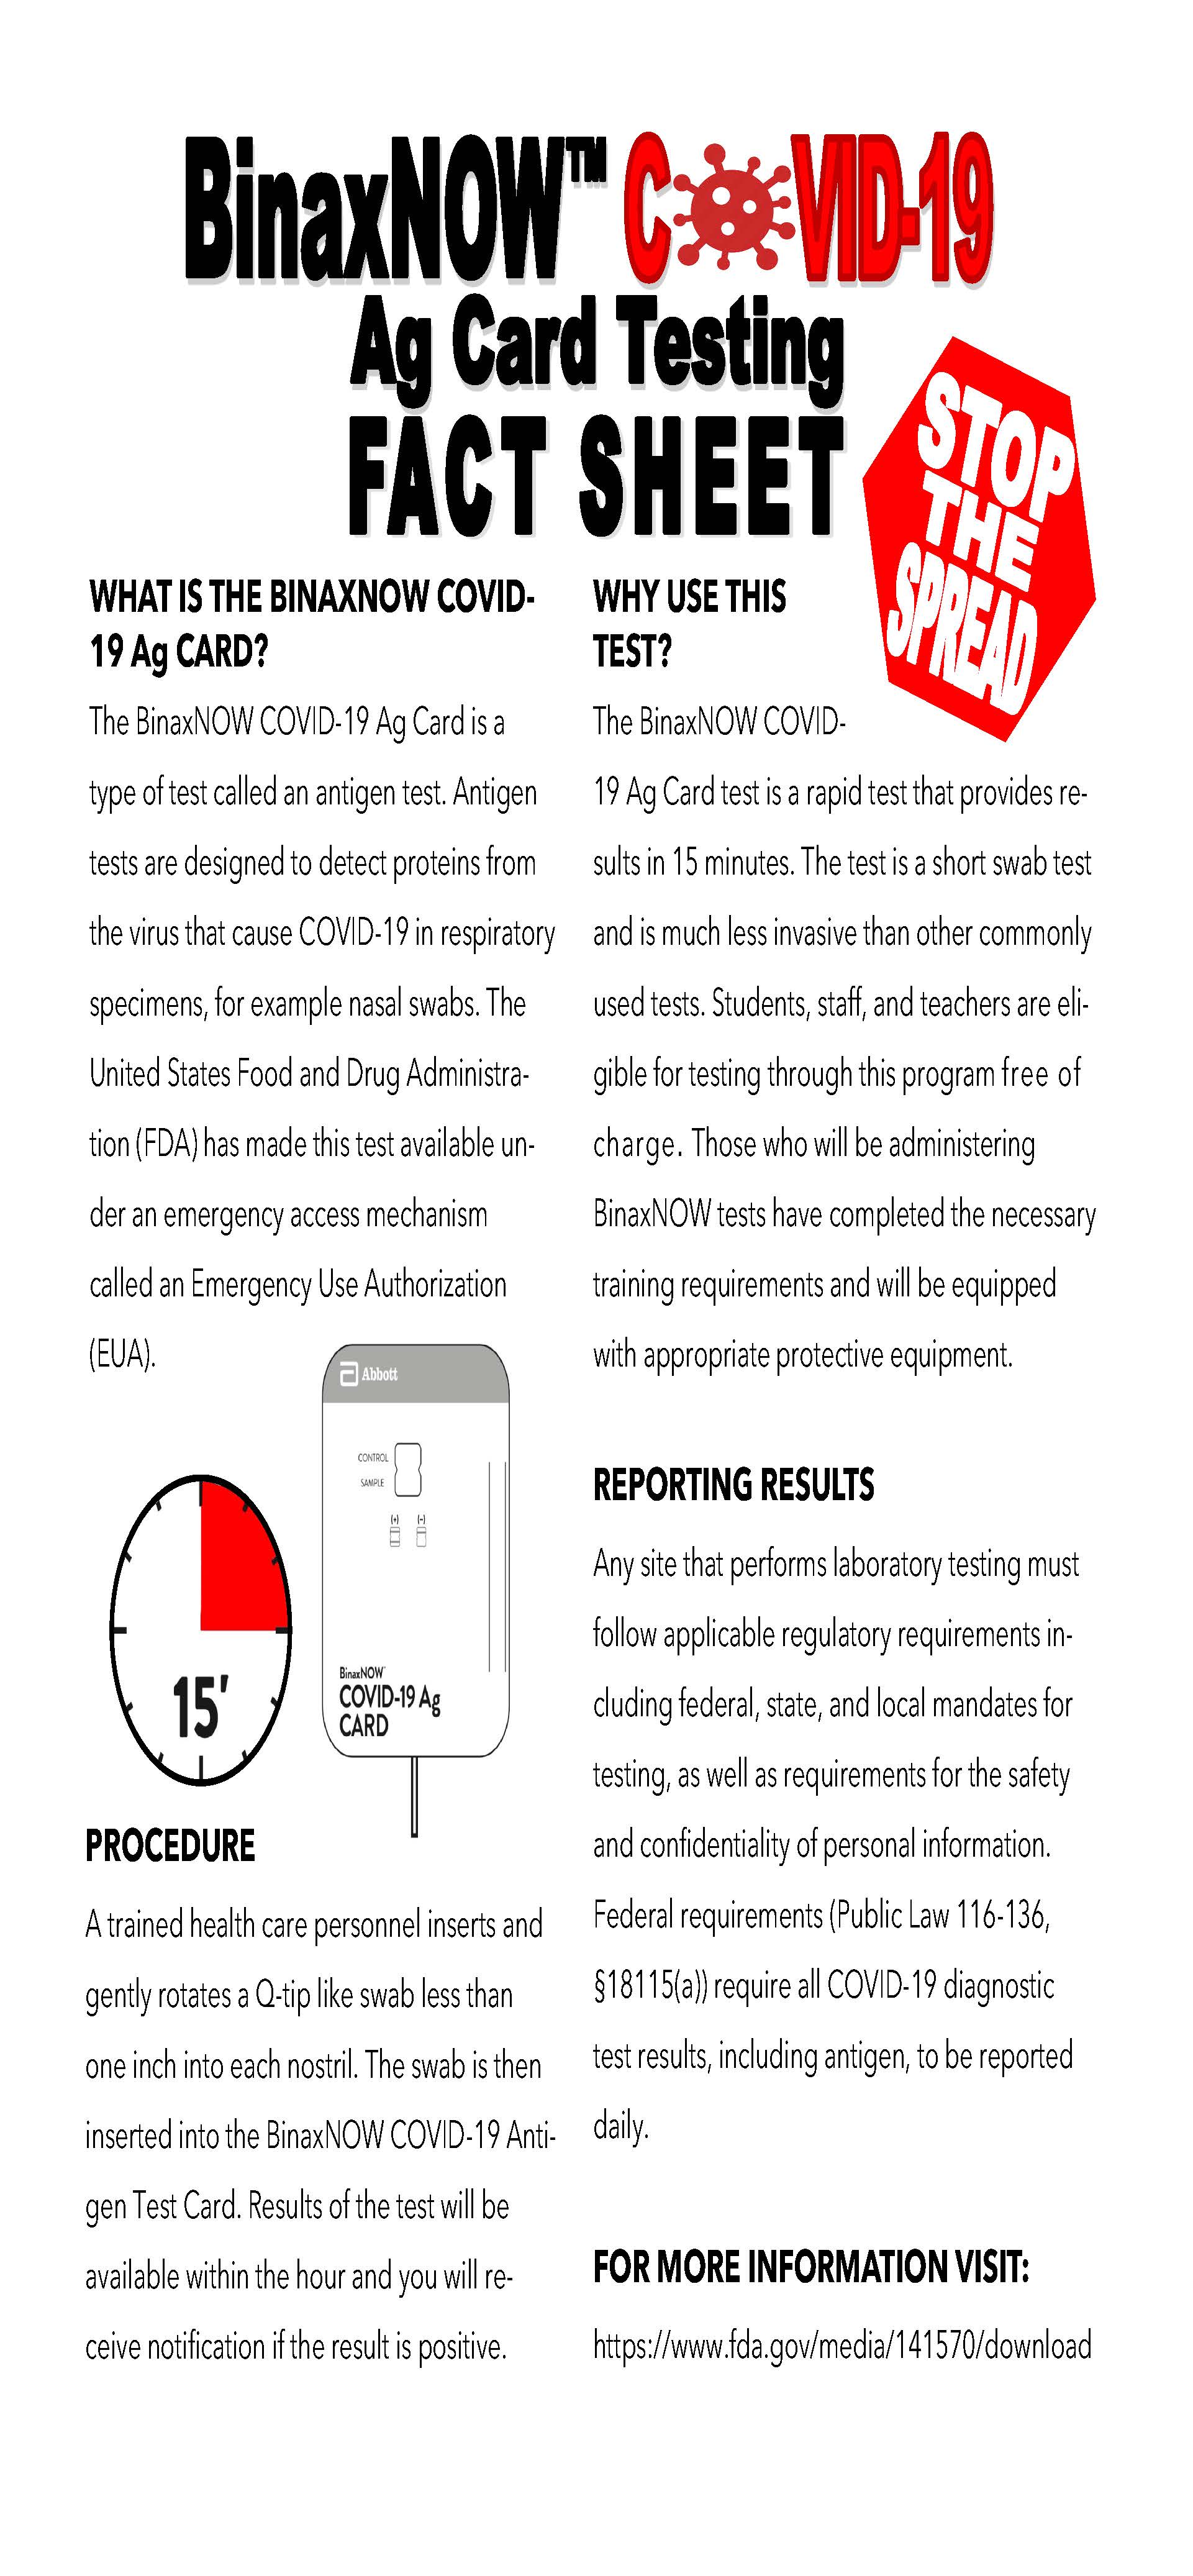 BinaxNOW™ COVID-19
Ag Card Testing
FACT SHEET
STOP
THE
SPREAD
WHAT IS THE BINAXNOW COVID-
19 Ag CARD?
The BinaxNOW COVID-19 Ag Card is a
type of test called an antigen test. Antigen
tests are designed to detect proteins from
the virus that cause COVID-19 in respiratory
specimens, for example nasal swabs. The
United States Food and Drug Administra-
tion (FDA) has made this test available un-
der an emergency access mechanism
called an Emergency Use Authorization
(EUA).
Abbott
CONTROL
SAMPLE
(+) (-)
BinaxNOW™
COVID-19 Ag
CARD
15'
PROCEDURE
A trained health care personnel inserts and
gently rotates a Q-tip like swab less than
one inch into each nostril. The swab is then
inserted into the BinaxNOW COVID-19 Anti-
gen Test Card. Results of the test will be
available within the hour and you will re-
ceive notification if the result is positive.
WHY USE THIS
TEST?
The BinaxNOW COVID-
19 Ag Card test is a rapid test that provides re-
sults in 15 minutes. The test is a short swab test
and is much less invasive than other commonly
used tests. Students, staff, and teachers are eli-
gible for testing through this program free of
charge. Those who will be administering
BinaxNOW tests have completed the necessary
training requirements and will be equipped
with appropriate protective equipment.
REPORTING RESULTS
Any site that performs laboratory testing must
follow applicable regulatory requirements in-
cluding federal, state, and local mandates for
testing, as well as requirements for the safety
and confidentiality of personal information.
Federal requirements (Public Law 116-136,
§18115(a)) require all COVID-19 diagnostic
test results, including antigen, to be reported
daily.
FOR MORE INFORMATION VISIT:
https://www.fda.gov/media/141570/download